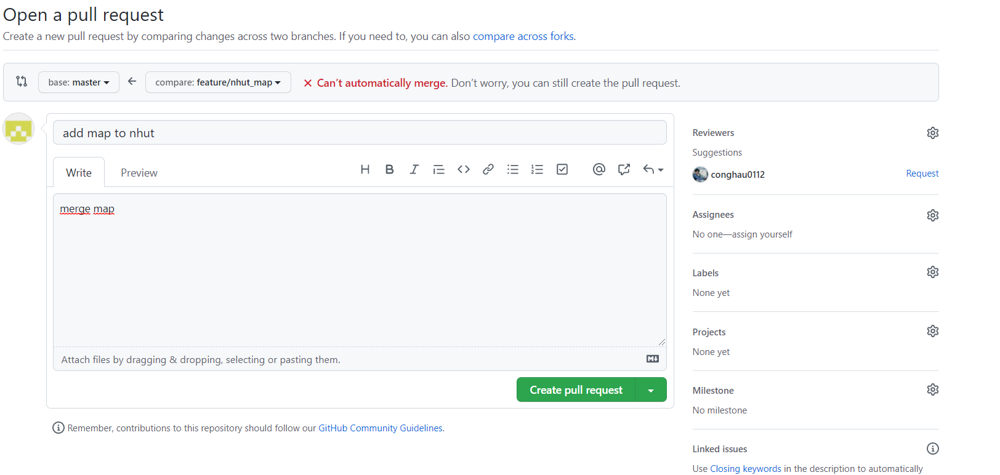 Open a pull request
Create a new pull request by comparing changes across two branches. If you need to, you can also compare across forks.
base: master compare: feature/nhut_map Can’t automatically merge. Don’t worry, you can still create the pull request.
add map to nhut
Write Preview
merge map
Attach files by dragging & dropping, selecting or pasting them.
Create pull request
Remember, contributions to this repository should follow our GitHub Community Guidelines.
Reviewers
Suggestions
conghau0112 Request
Assignees
No one—assign yourself
Labels
None yet
Projects
None yet
Milestone
No milestone
Linked issues
Use Closing keywords in the description to automatically